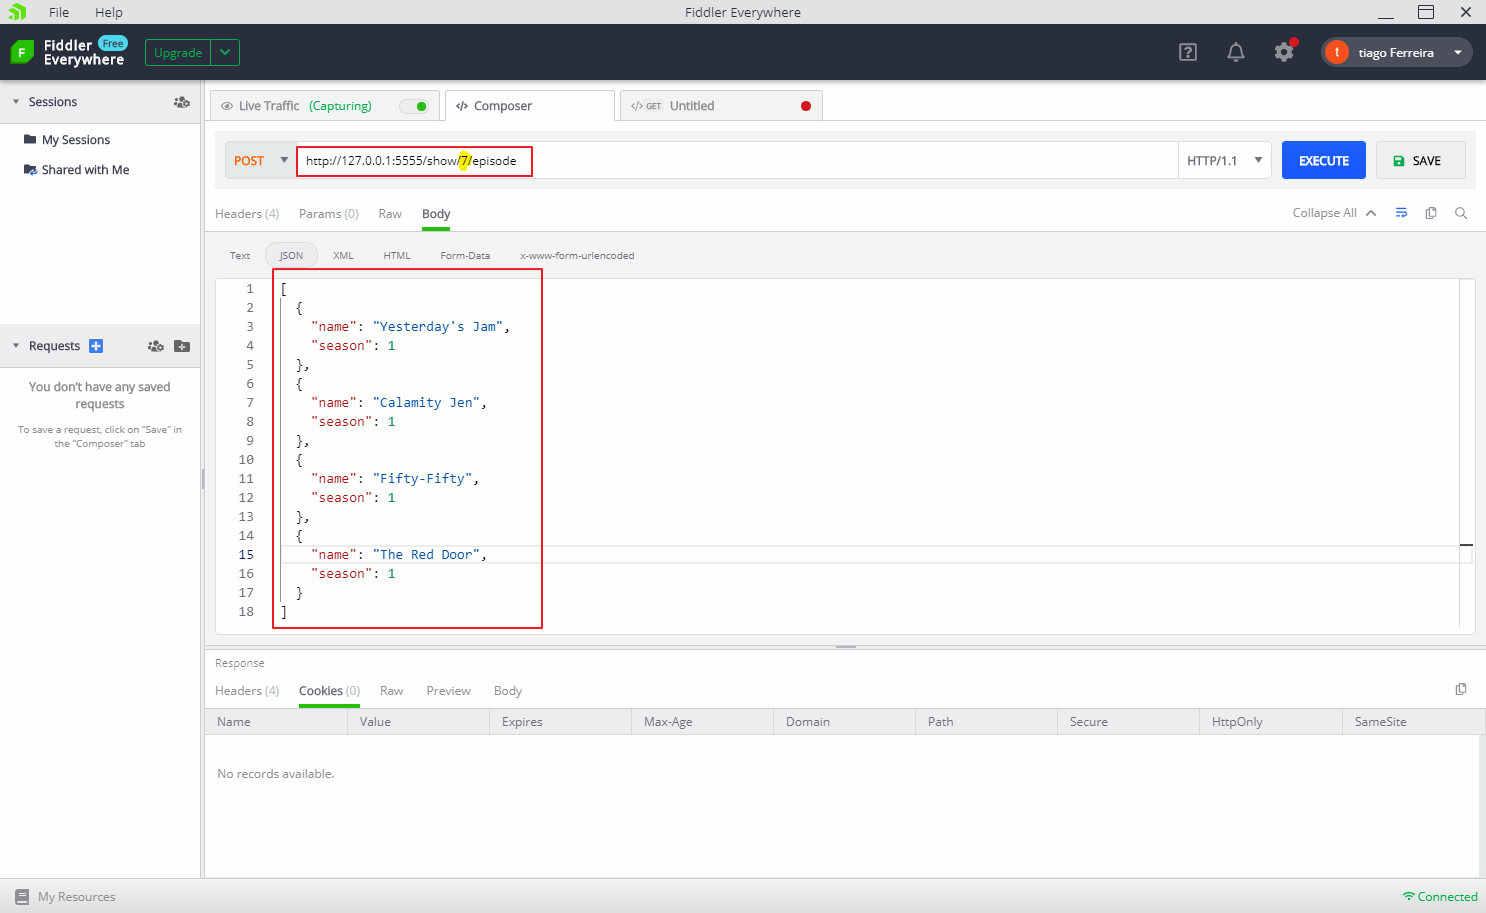 File Help Fiddler Everywhere
Fiddler Free
Everywhere
Upgrade
tiago Ferreira
t
F
Sessions
My Sessions
Shared with Me
Live Traffic (Capturing)
</> Composer
</> GET Untitled
POST http://127.0.0.1:5555/show/7/episode HTTP/1.1 EXECUTE SAVE
Headers (4) Params (0) Raw Body Collapse All
Text JSON XML HTML Form-Data x-www-form-urlencoded
1 [
2 {
3 "name": "Yesterday's Jam",
4 "season": 1
5 },
6 {
7 "name": "Calamity Jen",
8 "season": 1
9 },
10 {
11 "name": "Fifty-Fifty",
12 "season": 1
13 },
14 {
15 "name": "The Red Door",
16 "season": 1
17 }
18 ]
Requests
You don't have any saved
requests
To save a request, click on "Save" in
the "Composer" tab
Response
Headers (4) Cookies (0) Raw Preview Body
Name Value Expires Max-Age Domain Path Secure HttpOnly SameSite
No records available.
My Resources Connected